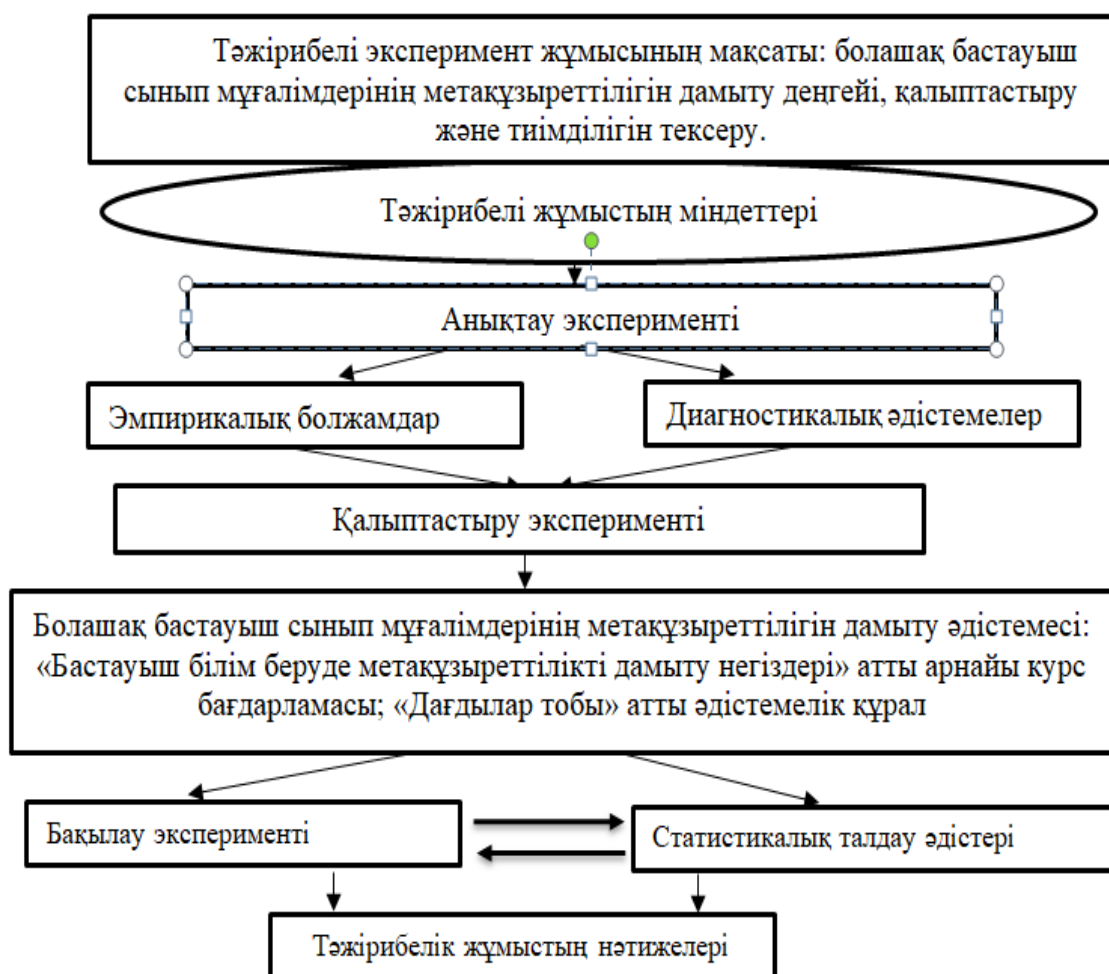 Тәжірибелі эксперимент жұмысының мақсаты: болашақ бастауыш
сынып мұғалімдерінің метақұзыреттілігін дамыту деңгейі, қалыптастыру
және тиімділігін тексеру.
Тәжірибелі жұмыстың міндеттері
Анықтау эксперименті
Эмпирикалық болжамдар
Диагностикалық әдістемелер
Қалыптастыру эксперименті
Болашақ бастауыш сынып мұғалімдерінің метақұзыреттілігін дамыту әдістемесі:
«Бастауыш білім беруде метақұзыреттілікті дамыту негіздері» атты арнайы курс
бағдарламасы; «Дағдылар тобы» атты әдістемелік құрал
Бақылау эксперименті
Статистикалық талдау әдістері
Тәжірибелік жұмыстың нәтижелері